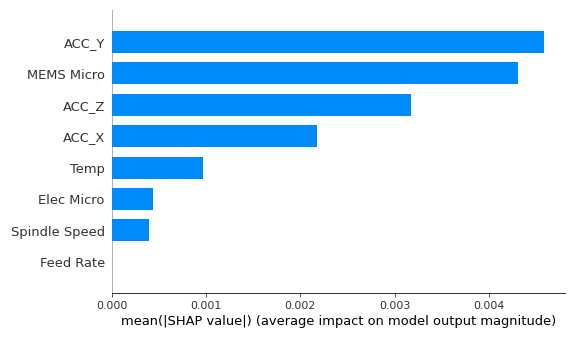 ACC_Y
MEMS Micro
ACC_Z
ACC_X
Temp
Elec Micro
Spindle Speed
Feed Rate
0.000 0.001 0.002 0.003 0.004
mean(|SHAP value|) (average impact on model output magnitude)